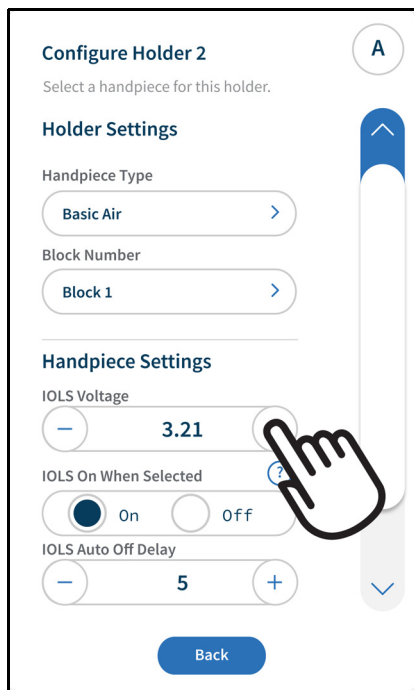 Configure Holder 2
A
Select a handpiece for this holder.
Holder Settings
Handpiece Type
Basic Air
Block Number
Block 1
Handpiece Settings
IOLS Voltage
− 3.21
IOLS On When Selected ?
On Off
IOLS Auto Off Delay
− 5 +
Back